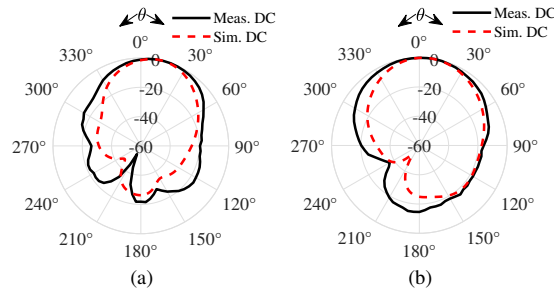 θ
Meas. DC
Sim. DC
0°
330° 0 30°
300° -20 60°
-40
270° -60 90°
240° 120°
210° 150°
180°
(a)
θ
Meas. DC
Sim. DC
0°
330° 0 30°
300° -20 60°
-40
270° -60 90°
240° 120°
210° 150°
180°
(b)